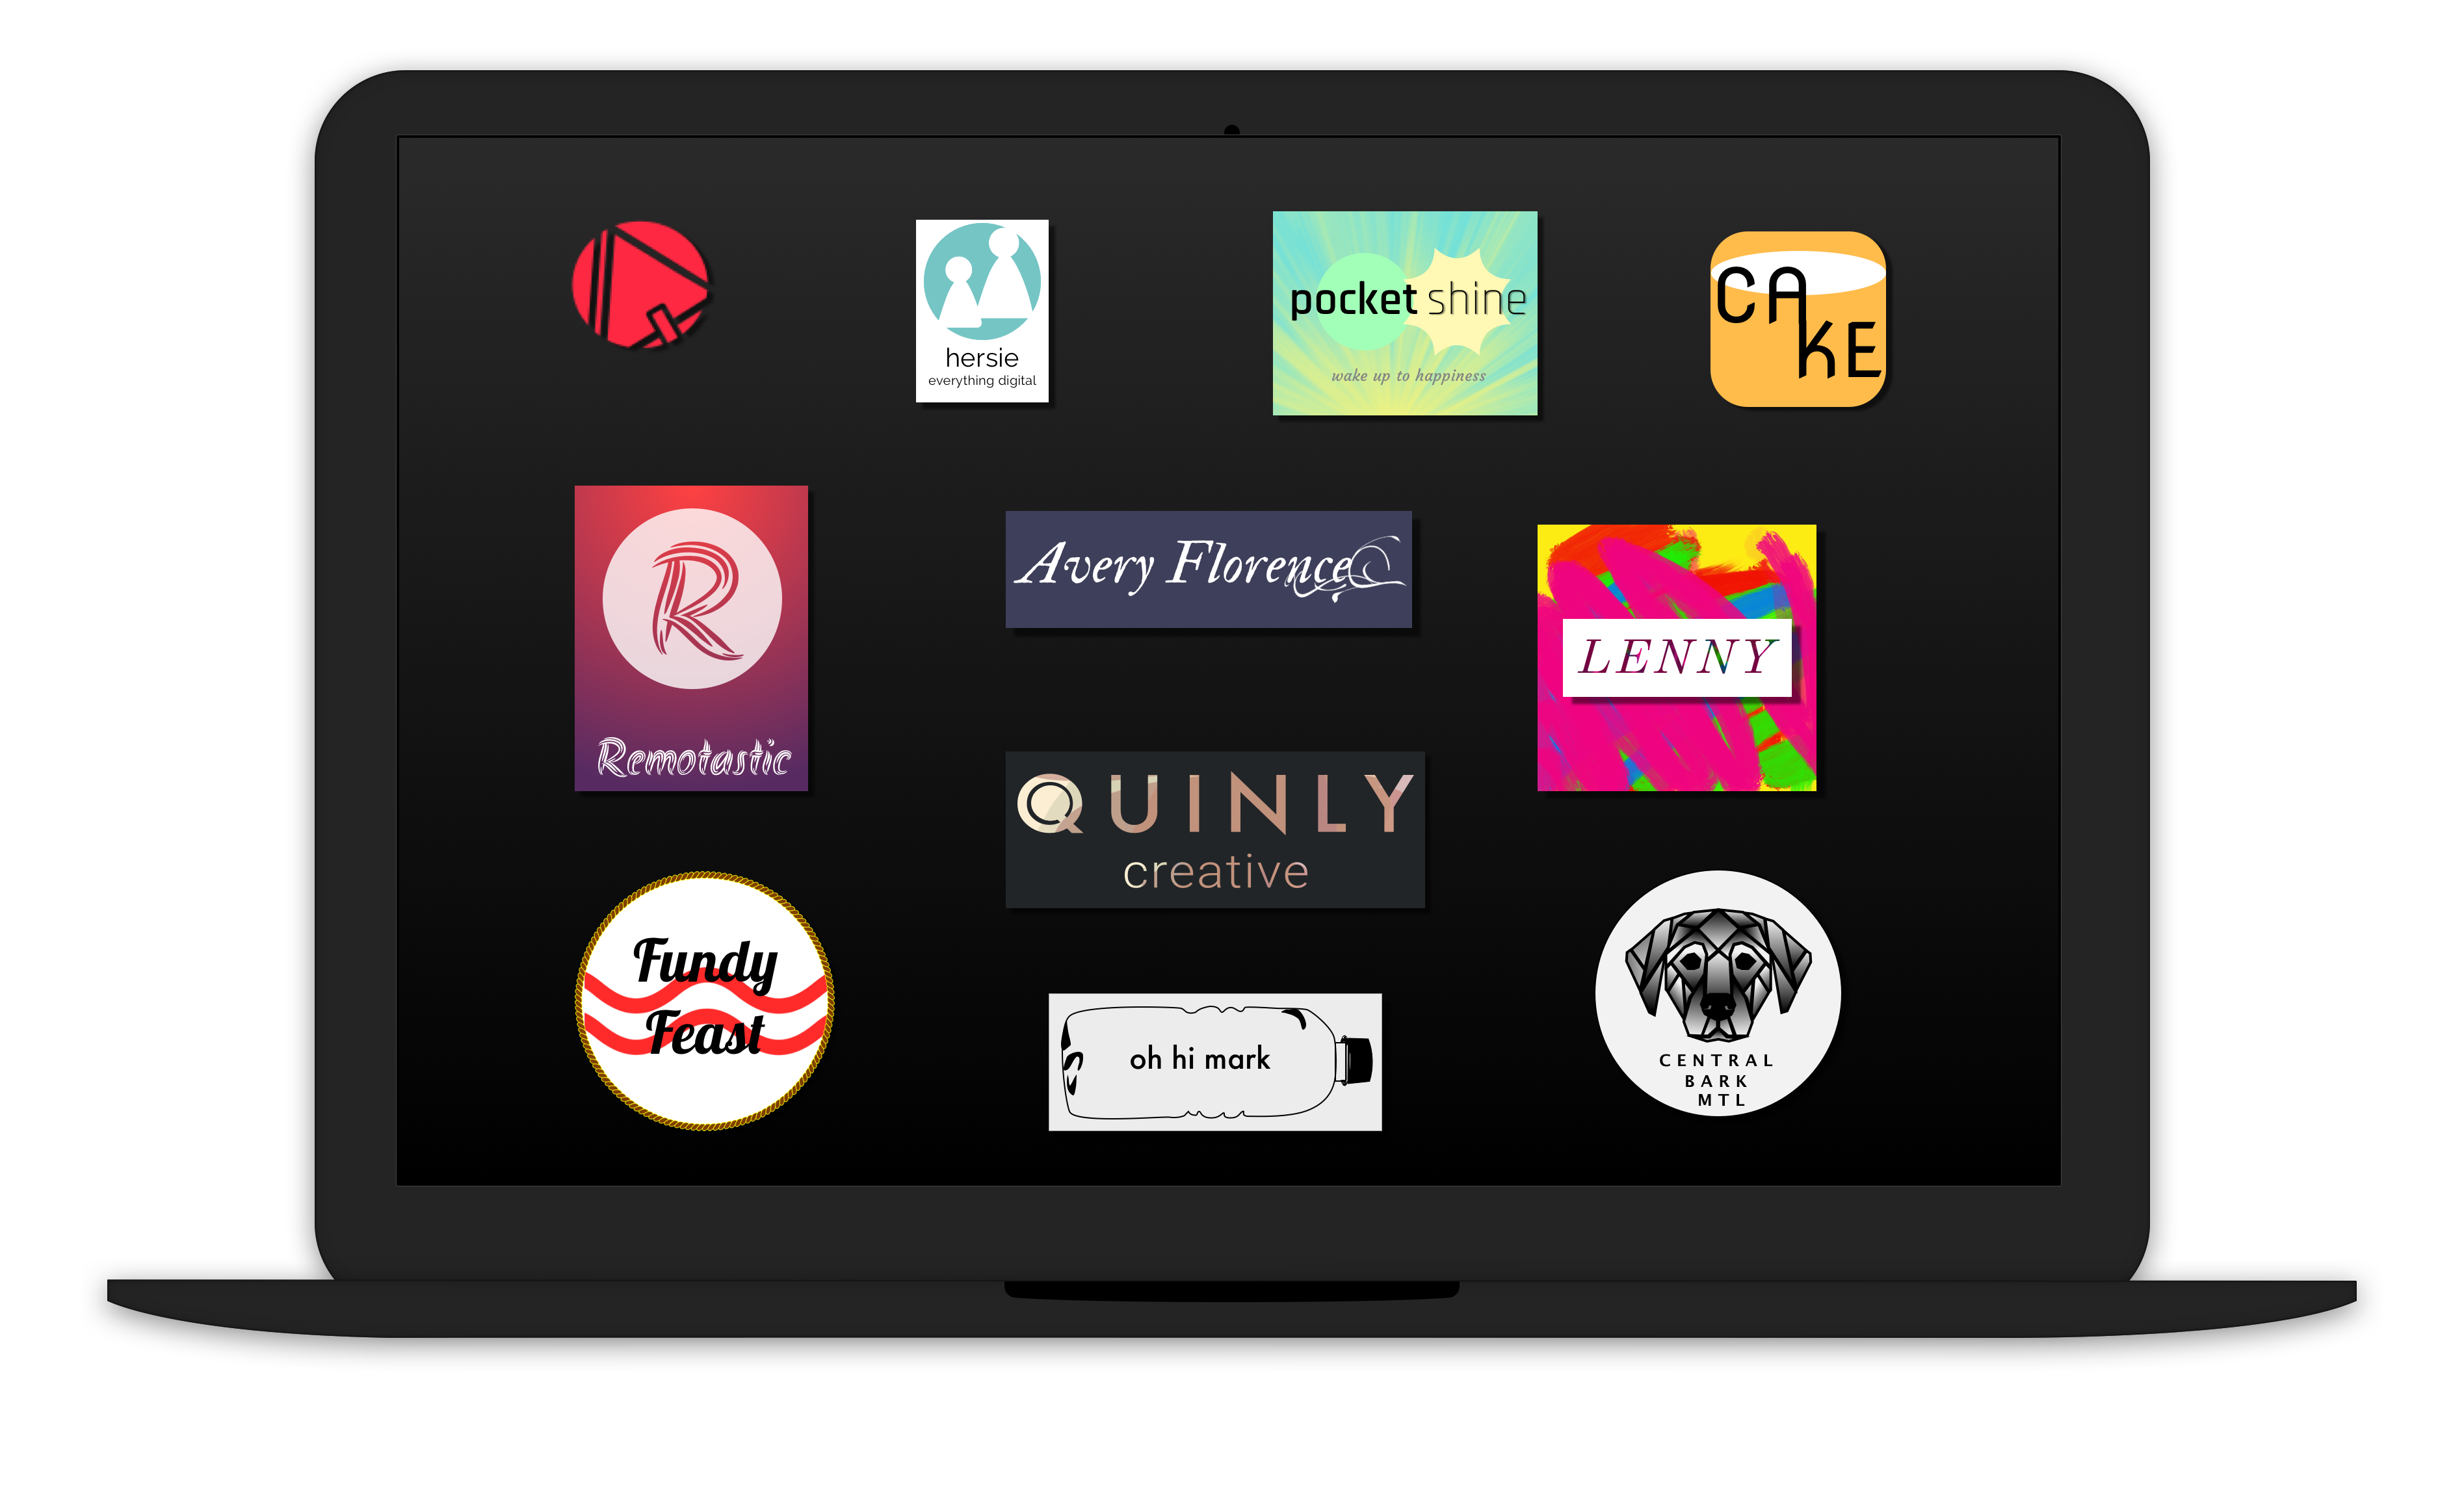 hersie
everything digital
pocket shine
wake up to happiness
CA
KE
R
Remotastic
Avery Florence
LENNY
QUINLY
creative
Fundy
Feast
oh hi mark
CENTRAL
BARK
MTL